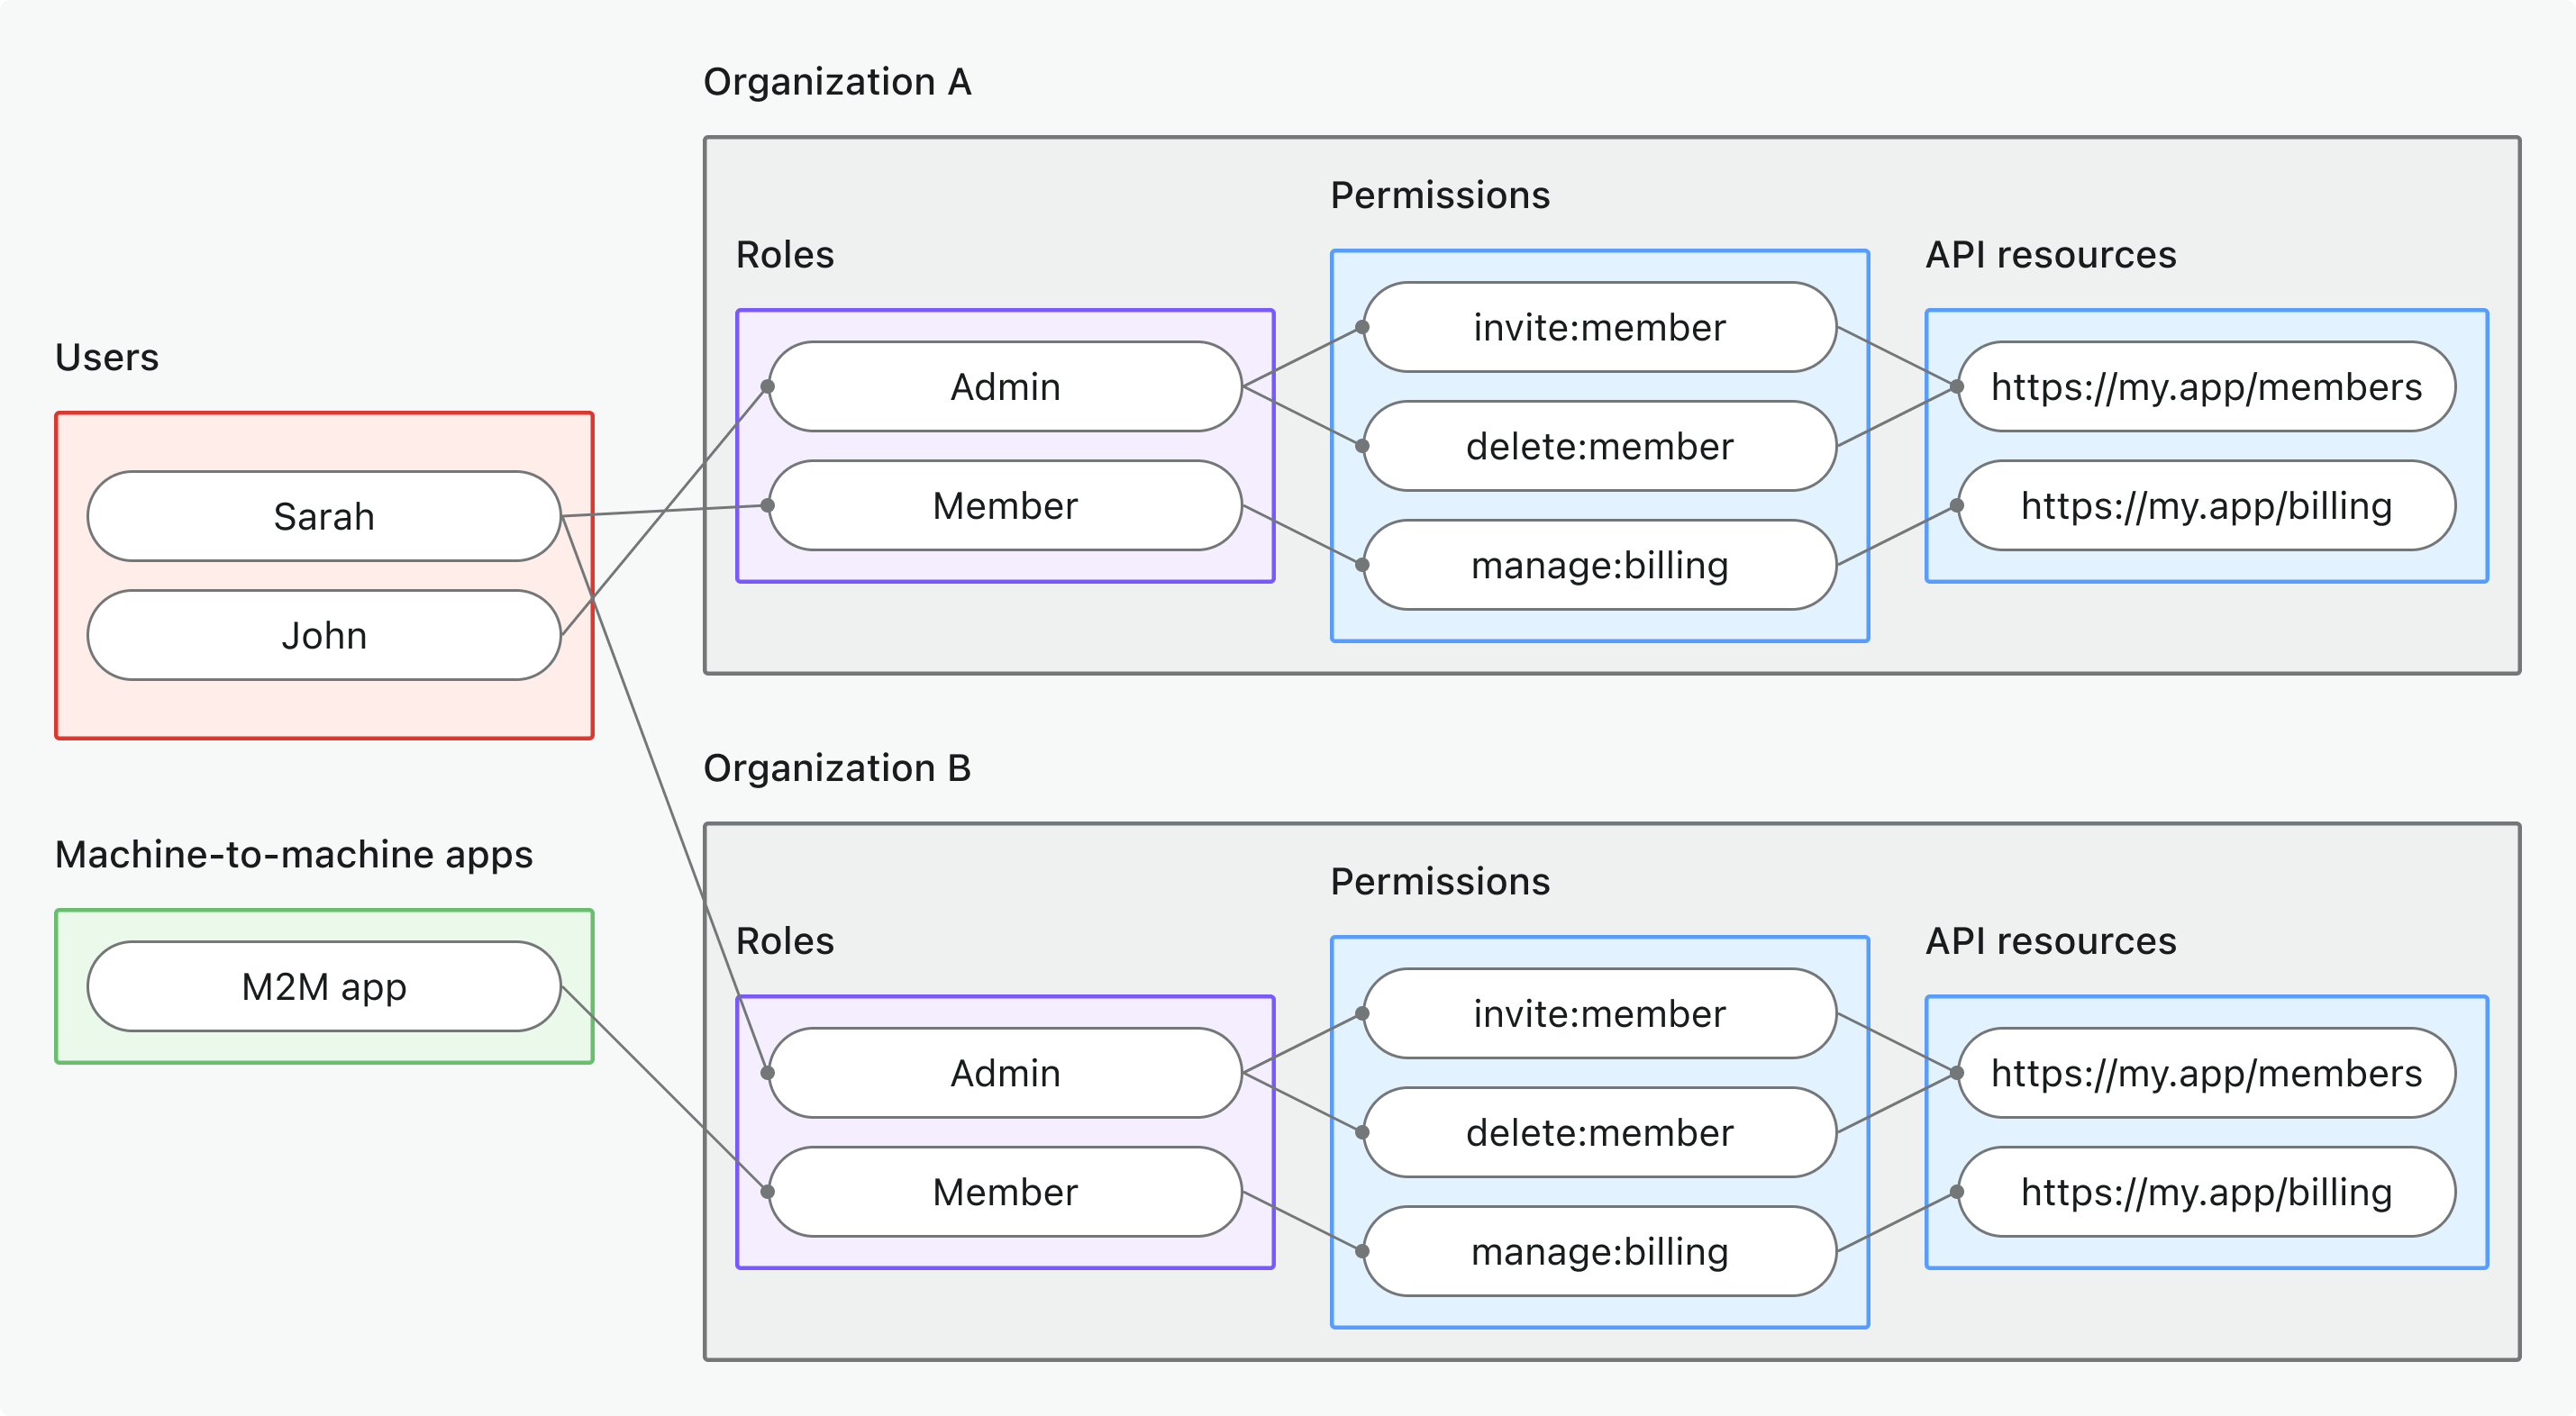 Users
Sarah
John
Machine-to-machine apps
M2M app
Organization A
Roles
Admin
Member
Permissions
invite:member
delete:member
manage:billing
API resources
https://my.app/members
https://my.app/billing
Organization B
Roles
Admin
Member
Permissions
invite:member
delete:member
manage:billing
API resources
https://my.app/members
https://my.app/billing